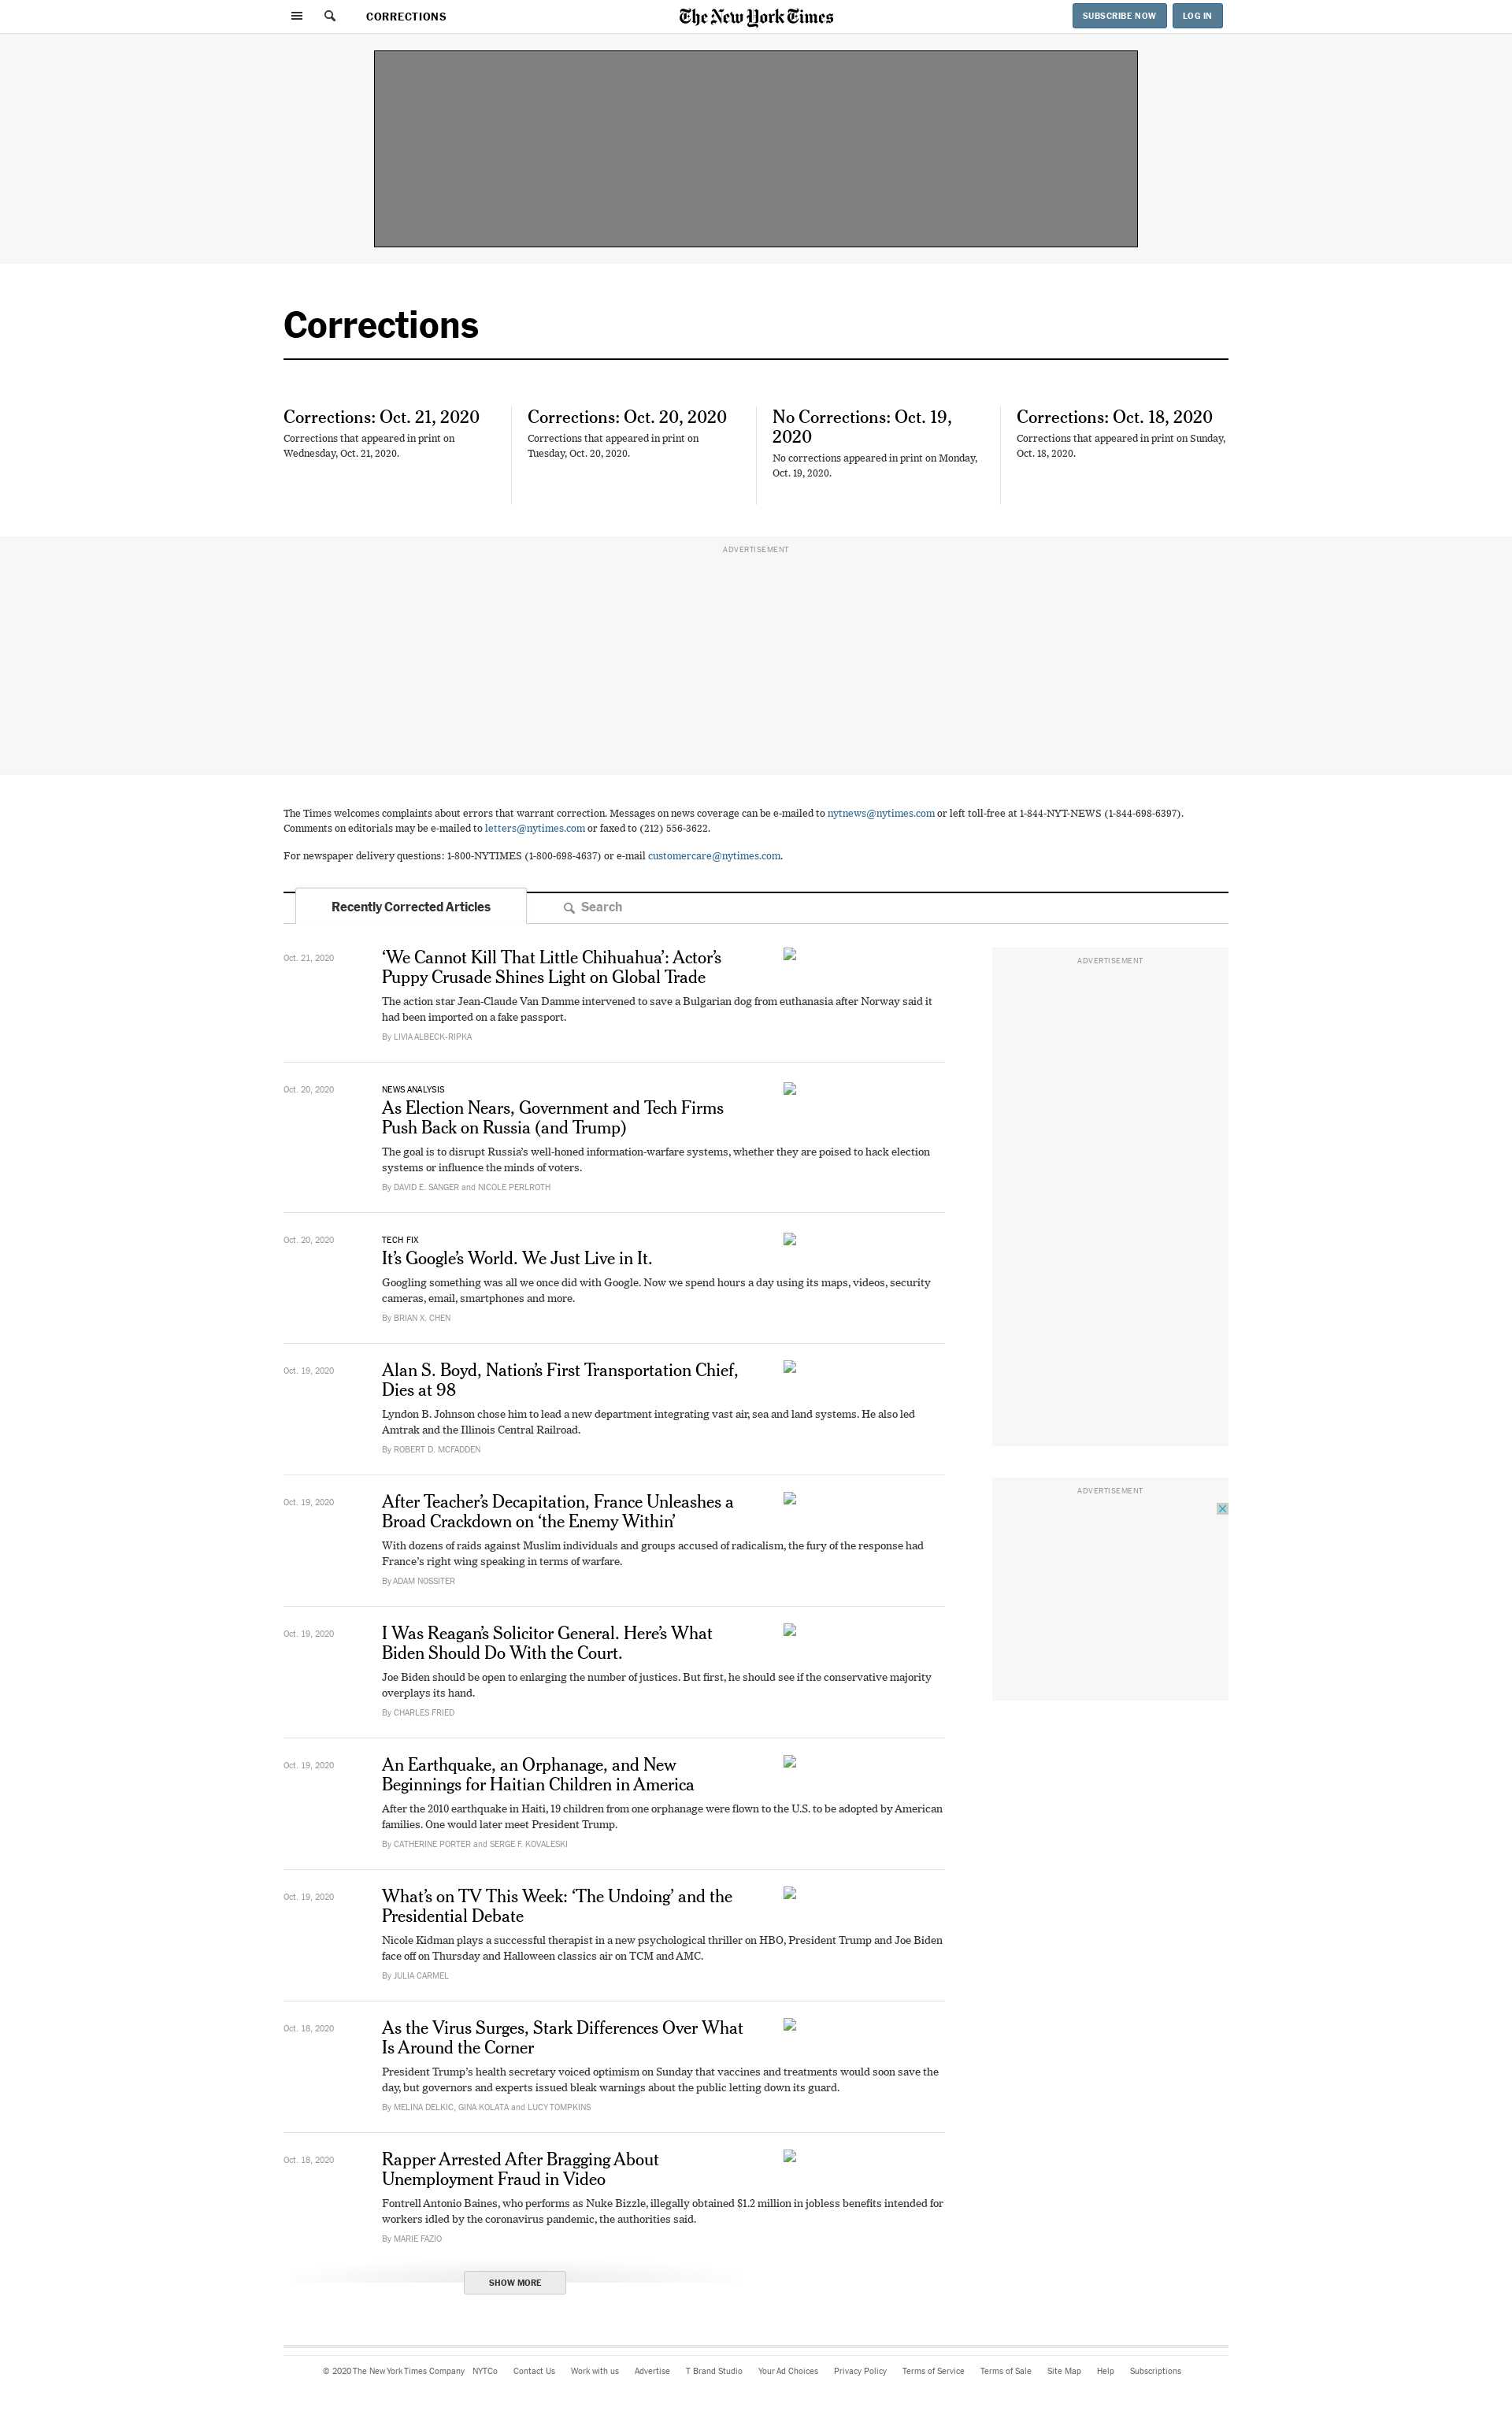 CORRECTIONS
The New York Times
SUBSCRIBE NOW
LOG IN
Corrections
Corrections: Oct. 21, 2020
Corrections that appeared in print on
Wednesday, Oct. 21, 2020.
Corrections: Oct. 20, 2020
Corrections that appeared in print on
Tuesday, Oct. 20, 2020.
No Corrections: Oct. 19,
2020
No corrections appeared in print on Monday,
Oct. 19, 2020.
Corrections: Oct. 18, 2020
Corrections that appeared in print on Sunday,
Oct. 18, 2020.
ADVERTISEMENT
The Times welcomes complaints about errors that warrant correction. Messages on news coverage can be e-mailed to nytnews@nytimes.com or left toll-free at 1-844-NYT-NEWS (1-844-698-6397).
Comments on editorials may be e-mailed to letters@nytimes.com or faxed to (212) 556-3622.
For newspaper delivery questions: 1-800-NYTIMES (1-800-698-4637) or e-mail customercare@nytimes.com.
Recently Corrected Articles
Search
Oct. 21, 2020
‘We Cannot Kill That Little Chihuahua’: Actor’s
Puppy Crusade Shines Light on Global Trade
The action star Jean-Claude Van Damme intervened to save a Bulgarian dog from euthanasia after Norway said it
had been imported on a fake passport.
By LIVIA ALBECK-RIPKA
Oct. 20, 2020
NEWS ANALYSIS
As Election Nears, Government and Tech Firms
Push Back on Russia (and Trump)
The goal is to disrupt Russia’s well-honed information-warfare systems, whether they are poised to hack election
systems or influence the minds of voters.
By DAVID E. SANGER and NICOLE PERLROTH
Oct. 20, 2020
TECH FIX
It’s Google’s World. We Just Live in It.
Googling something was all we once did with Google. Now we spend hours a day using its maps, videos, security
cameras, email, smartphones and more.
By BRIAN X. CHEN
Oct. 19, 2020
Alan S. Boyd, Nation’s First Transportation Chief,
Dies at 98
Lyndon B. Johnson chose him to lead a new department integrating vast air, sea and land systems. He also led
Amtrak and the Illinois Central Railroad.
By ROBERT D. MCFADDEN
Oct. 19, 2020
After Teacher’s Decapitation, France Unleashes a
Broad Crackdown on ‘the Enemy Within’
With dozens of raids against Muslim individuals and groups accused of radicalism, the fury of the response had
France’s right wing speaking in terms of warfare.
By ADAM NOSSITER
Oct. 19, 2020
I Was Reagan’s Solicitor General. Here’s What
Biden Should Do With the Court.
Joe Biden should be open to enlarging the number of justices. But first, he should see if the conservative majority
overplays its hand.
By CHARLES FRIED
Oct. 19, 2020
An Earthquake, an Orphanage, and New
Beginnings for Haitian Children in America
After the 2010 earthquake in Haiti, 19 children from one orphanage were flown to the U.S. to be adopted by American
families. One would later meet President Trump.
By CATHERINE PORTER and SERGE F. KOVALESKI
Oct. 19, 2020
What’s on TV This Week: ‘The Undoing’ and the
Presidential Debate
Nicole Kidman plays a successful therapist in a new psychological thriller on HBO, President Trump and Joe Biden
face off on Thursday and Halloween classics air on TCM and AMC.
By JULIA CARMEL
Oct. 18, 2020
As the Virus Surges, Stark Differences Over What
Is Around the Corner
President Trump’s health secretary voiced optimism on Sunday that vaccines and treatments would soon save the
day, but governors and experts issued bleak warnings about the public letting down its guard.
By MELINA DELKIC, GINA KOLATA and LUCY TOMPKINS
Oct. 18, 2020
Rapper Arrested After Bragging About
Unemployment Fraud in Video
Fontrell Antonio Baines, who performs as Nuke Bizzle, illegally obtained $1.2 million in jobless benefits intended for
workers idled by the coronavirus pandemic, the authorities said.
By MARIE FAZIO
SHOW MORE
ADVERTISEMENT
ADVERTISEMENT
© 2020 The New York Times Company NYTCo Contact Us Work with us Advertise T Brand Studio Your Ad Choices Privacy Policy Terms of Service Terms of Sale Site Map Help Subscriptions